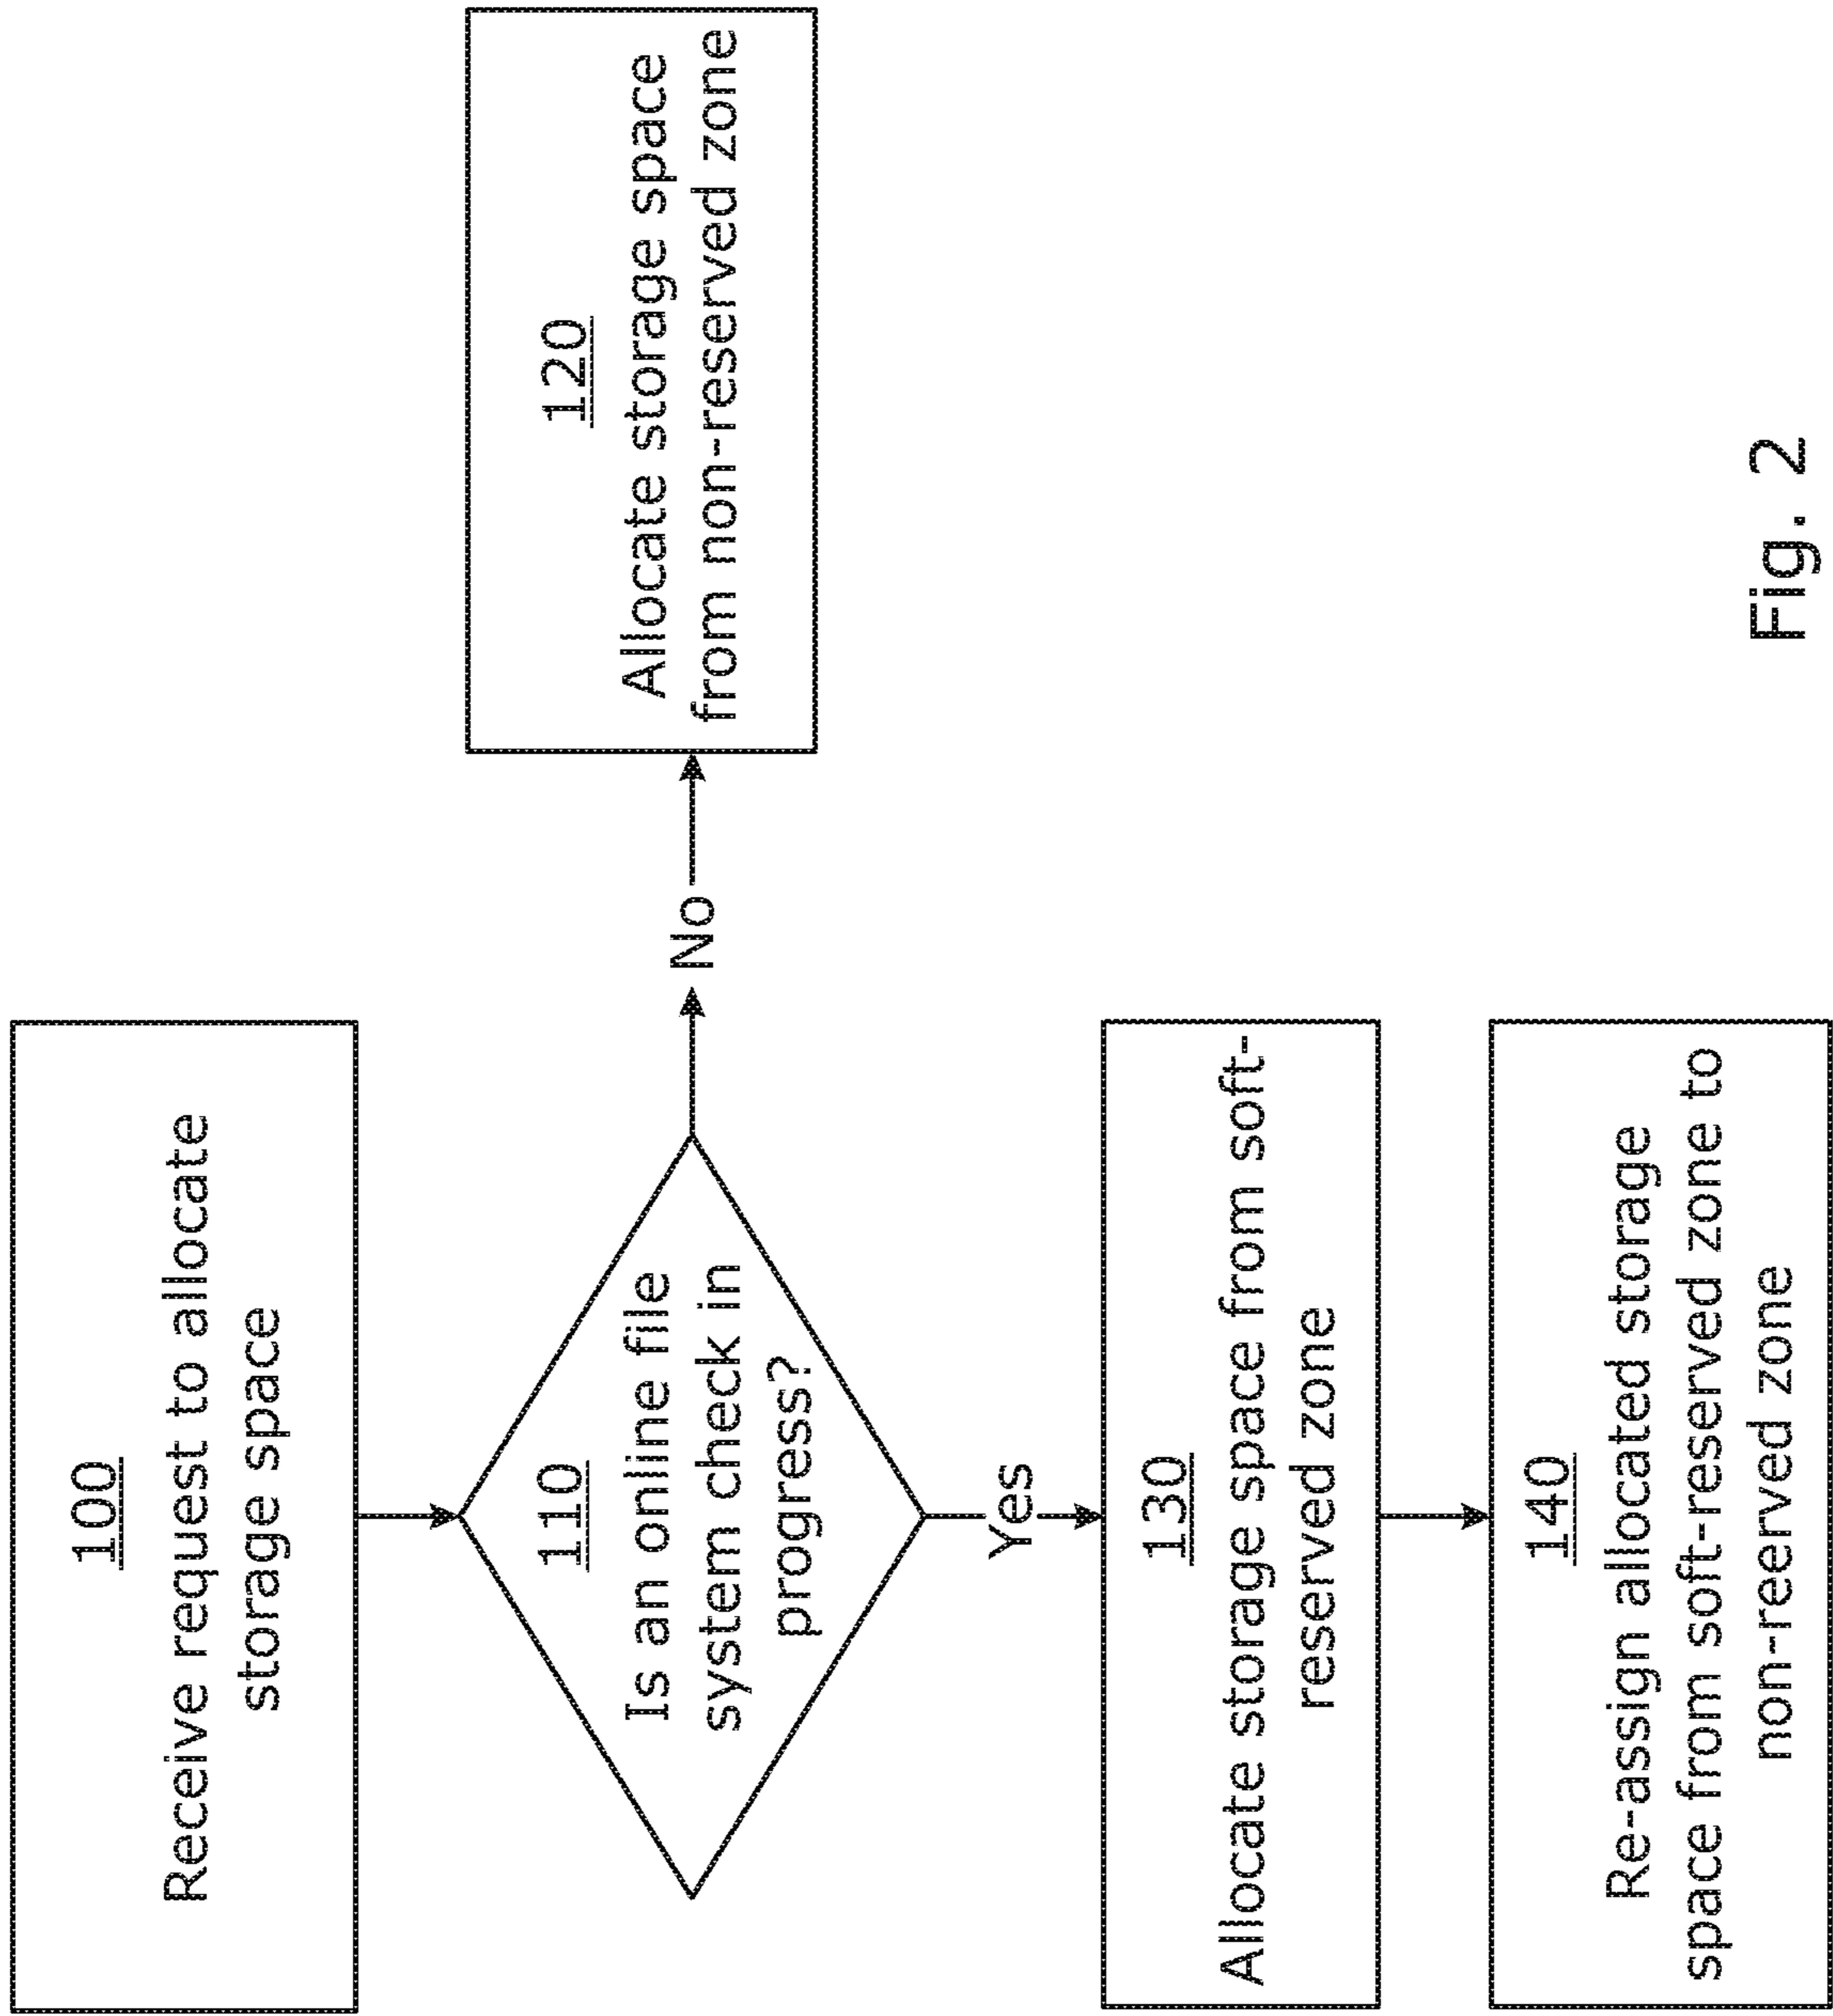 100
Receive request to allocate
storage space
110
Is an online file
system check in
progress?
No
120
Allocate storage space
from non-reserved zone
Yes
130
Allocate storage space from soft-
reserved zone
140
Re-assign allocated storage
space from soft-reserved zone to
non-reerved zone
Fig. 2